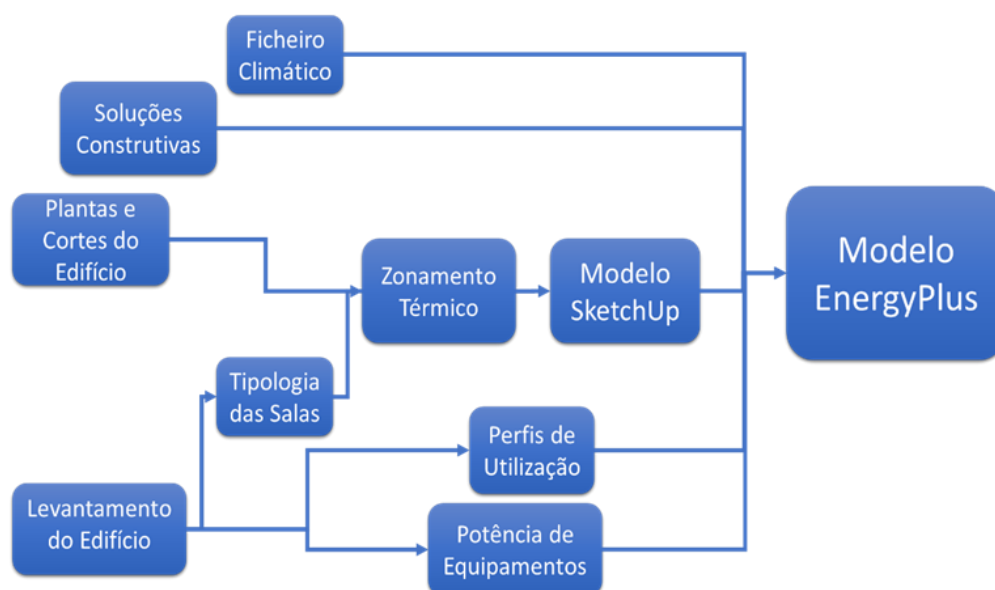 Ficheiro
Climático
Soluções
Construtivas
Plantas e
Cortes do
Edifício
Zonamento
Térmico
Modelo
SketchUp
Modelo
EnergyPlus
Tipologia
das Salas
Perfis de
Utilização
Levantamento
do Edifício
Potência de
Equipamentos